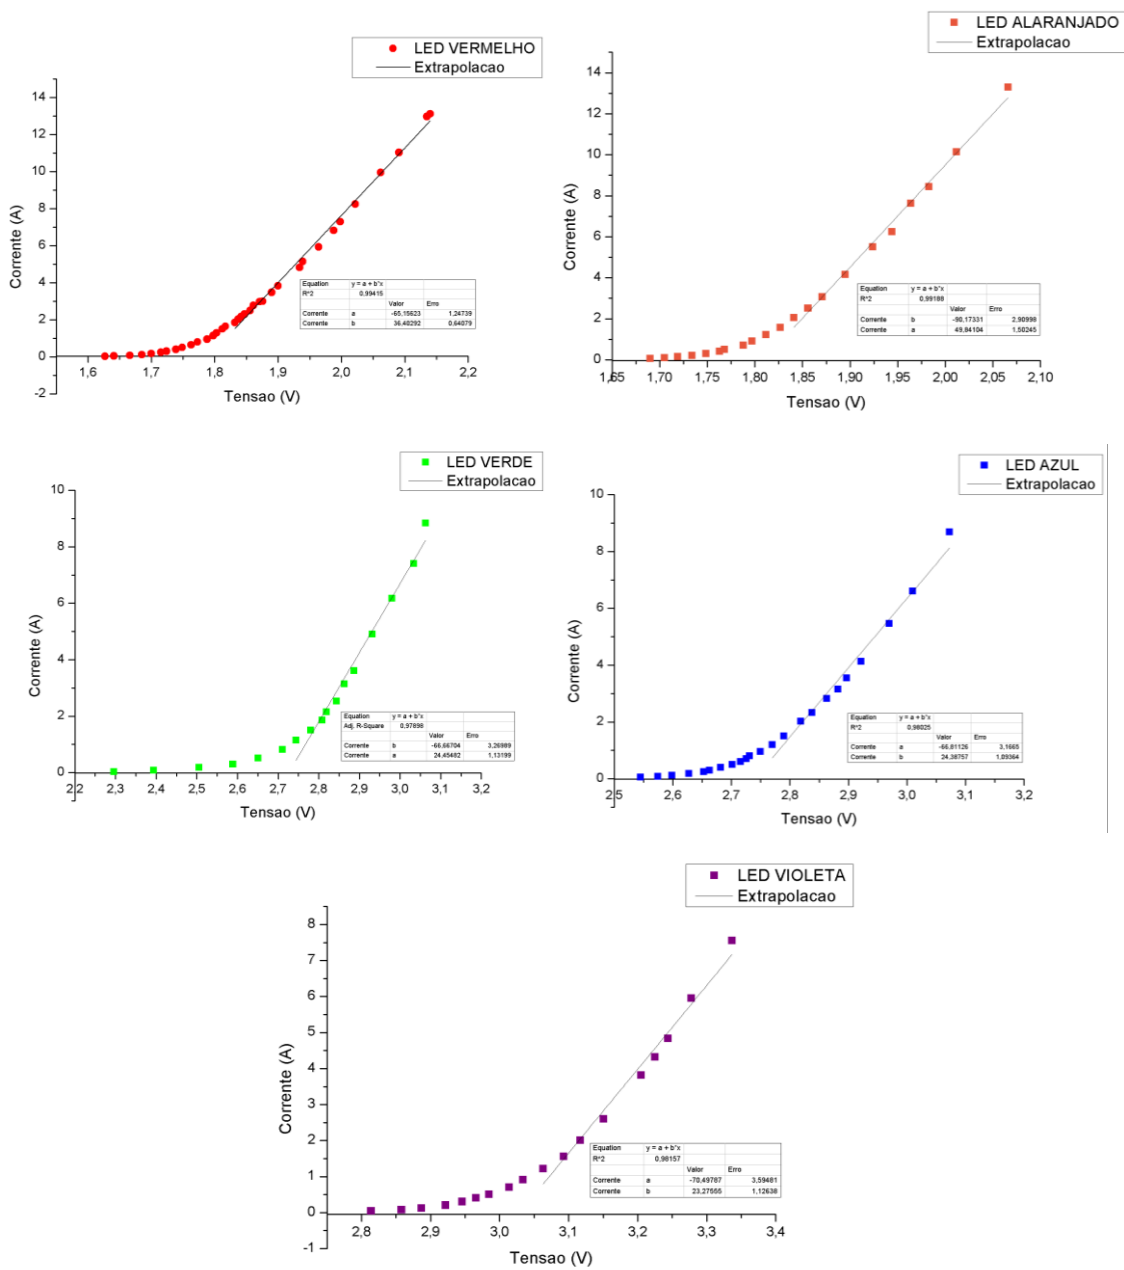 LED VERMELHO
Extrapolacao
Corrente (A)
14
12
10
8
6
4
2
0
-2
1,6 1,7 1,8 1,9 2,0 2,1 2,2
Tensao (V)
Equation y = a + b*x
R^2 0,99415
Valor Erro
Corrente a -65,15623 1,24739
Corrente b 36,40292 0,64079
LED ALARANJADO
Extrapolacao
Corrente (A)
14
12
10
8
6
4
2
0
1,65 1,70 1,75 1,80 1,85 1,90 1,95 2,00 2,05 2,10
Tensao (V)
Equation y = a + b*x
R^2 0,99188
Valor Erro
Corrente b -90,17331 2,90998
Corrente a 49,84104 1,50245
LED VERDE
Extrapolacao
Corrente (A)
10
8
6
4
2
0
2,2 2,3 2,4 2,5 2,6 2,7 2,8 2,9 3,0 3,1 3,2
Tensao (V)
Equation y = a + b*x
Adj. R-Square 0,97898
Valor Erro
Corrente b -66,66704 3,26989
Corrente a 24,45482 1,13199
LED AZUL
Extrapolacao
Corrente (A)
10
8
6
4
2
0
2,5 2,6 2,7 2,8 2,9 3,0 3,1 3,2
Tensao (V)
Equation y = a + b*x
R^2 0,98025
Valor Erro
Corrente a -66,81126 3,1665
Corrente b 24,38757 1,09364
LED VIOLETA
Extrapolacao
Corrente (A)
8
7
6
5
4
3
2
1
0
-1
2,8 2,9 3,0 3,1 3,2 3,3 3,4
Tensao (V)
Equation y = a + b*x
R^2 0,98157
Valor Erro
Corrente a -70,49787 3,59481
Corrente b 23,27555 1,12638